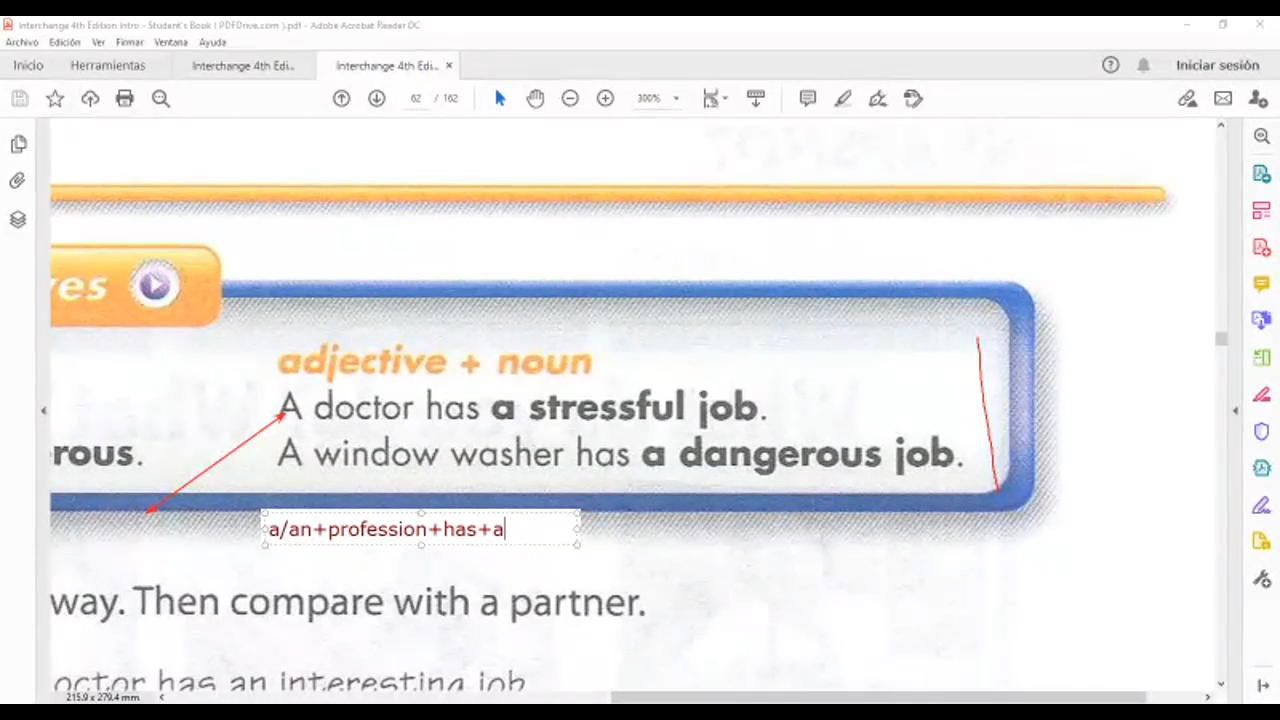 Interchange 4th Edition Intro - Student's Book ( PDFDrive.com ).pdf - Adobe Acrobat Reader DC
Archivo Edición Ver Firmar Ventana Ayuda
Inicio Herramientas Interchange 4th Edi... Interchange 4th Edi... × Iniciar sesión
62 / 162 300%
ves
adjective + noun
A doctor has a stressful job.
rous. A window washer has a dangerous job.
a/an+profession+has+a
way. Then compare with a partner.
octor has an interesting job
215.9 x 279.4 mm